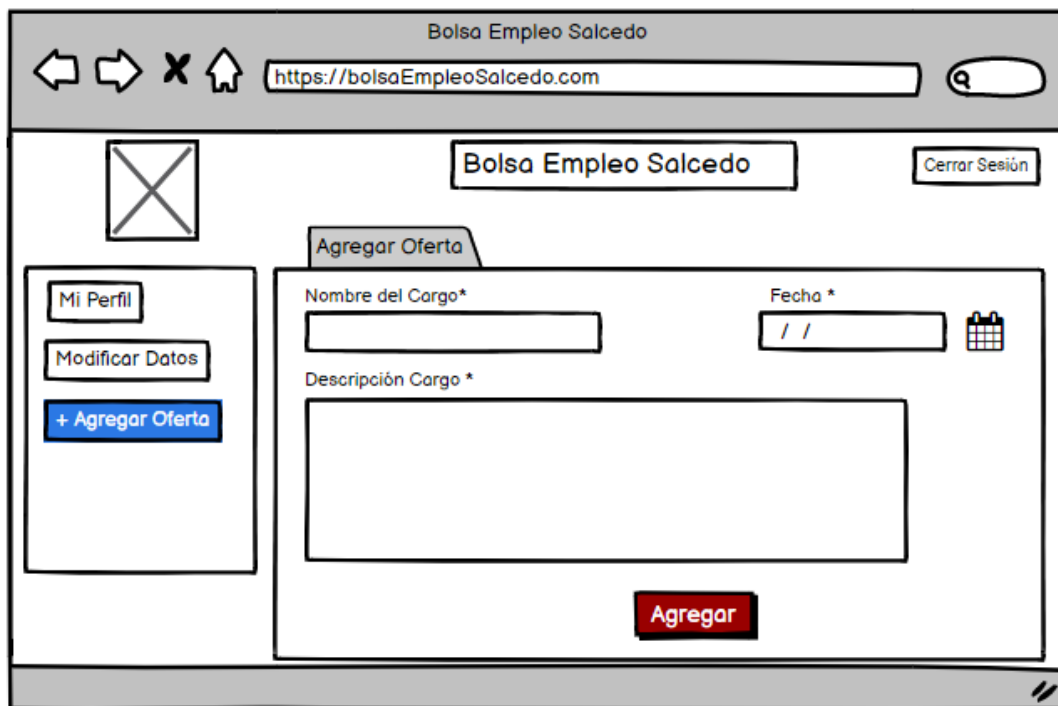 Bolsa Empleo Salcedo
https://bolsaEmpleoSalcedo.com
Bolsa Empleo Salcedo
Cerrar Sesión
Mi Perfil
Modificar Datos
+ Agregar Oferta
Agregar Oferta
Nombre del Cargo*
Fecha *
/ /
Descripción Cargo *
Agregar